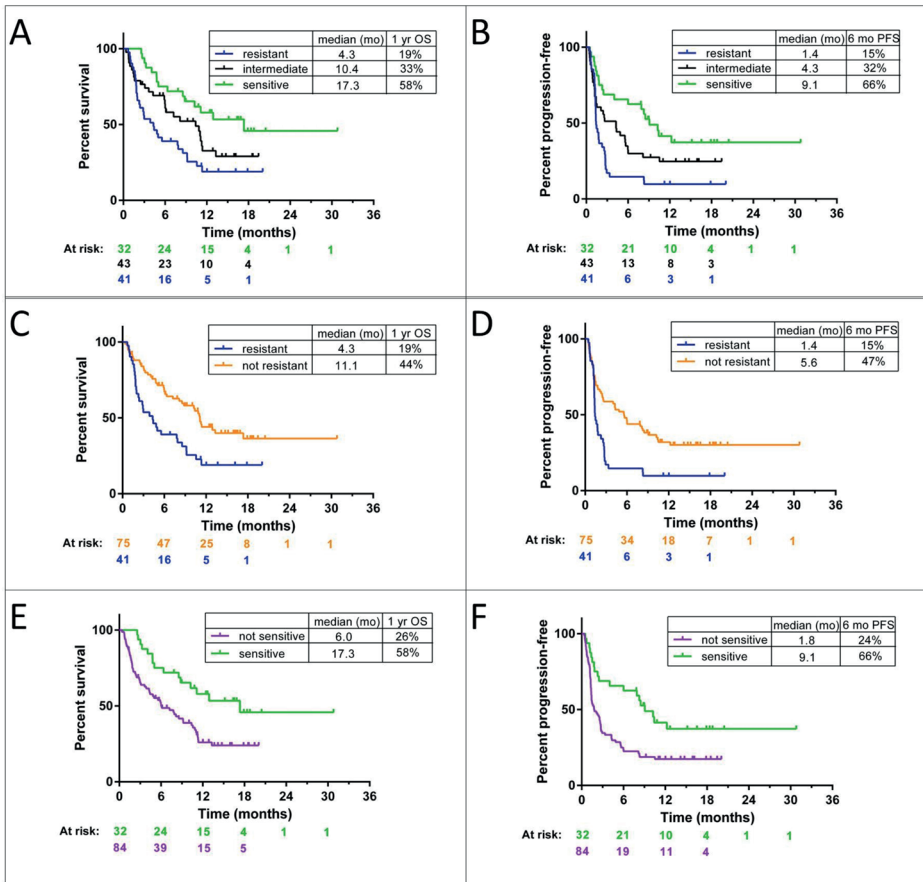 A
median (mo) 1 yr OS
resistant 4.3 19%
intermediate 10.4 33%
sensitive 17.3 58%
Percent survival
100
50
0
0 6 12 18 24 30 36
Time (months)
At risk: 32 24 15 4 1 1
43 23 10 4
41 16 5 1
B
median (mo) 6 mo PFS
resistant 1.4 15%
intermediate 4.3 32%
sensitive 9.1 66%
Percent progression-free
100
50
0
0 6 12 18 24 30 36
Time (months)
At risk: 32 21 10 4 1 1
43 13 8 3
41 6 3 1
C
median (mo) 1 yr OS
resistant 4.3 19%
not resistant 11.1 44%
Percent survival
100
50
0
0 6 12 18 24 30 36
Time (months)
At risk: 75 47 25 8 1 1
41 16 5 1
D
median (mo) 6 mo PFS
resistant 1.4 15%
not resistant 5.6 47%
Percent progression-free
100
50
0
0 6 12 18 24 30 36
Time (months)
At risk: 75 34 18 7 1 1
41 6 3 1
E
median (mo) 1 yr OS
not sensitive 6.0 26%
sensitive 17.3 58%
Percent survival
100
50
0
0 6 12 18 24 30 36
Time (months)
At risk: 32 24 15 4 1 1
84 39 15 5
F
median (mo) 6 mo PFS
not sensitive 1.8 24%
sensitive 9.1 66%
Percent progression-free
100
50
0
0 6 12 18 24 30 36
Time (months)
At risk: 32 21 10 4 1 1
84 19 11 4